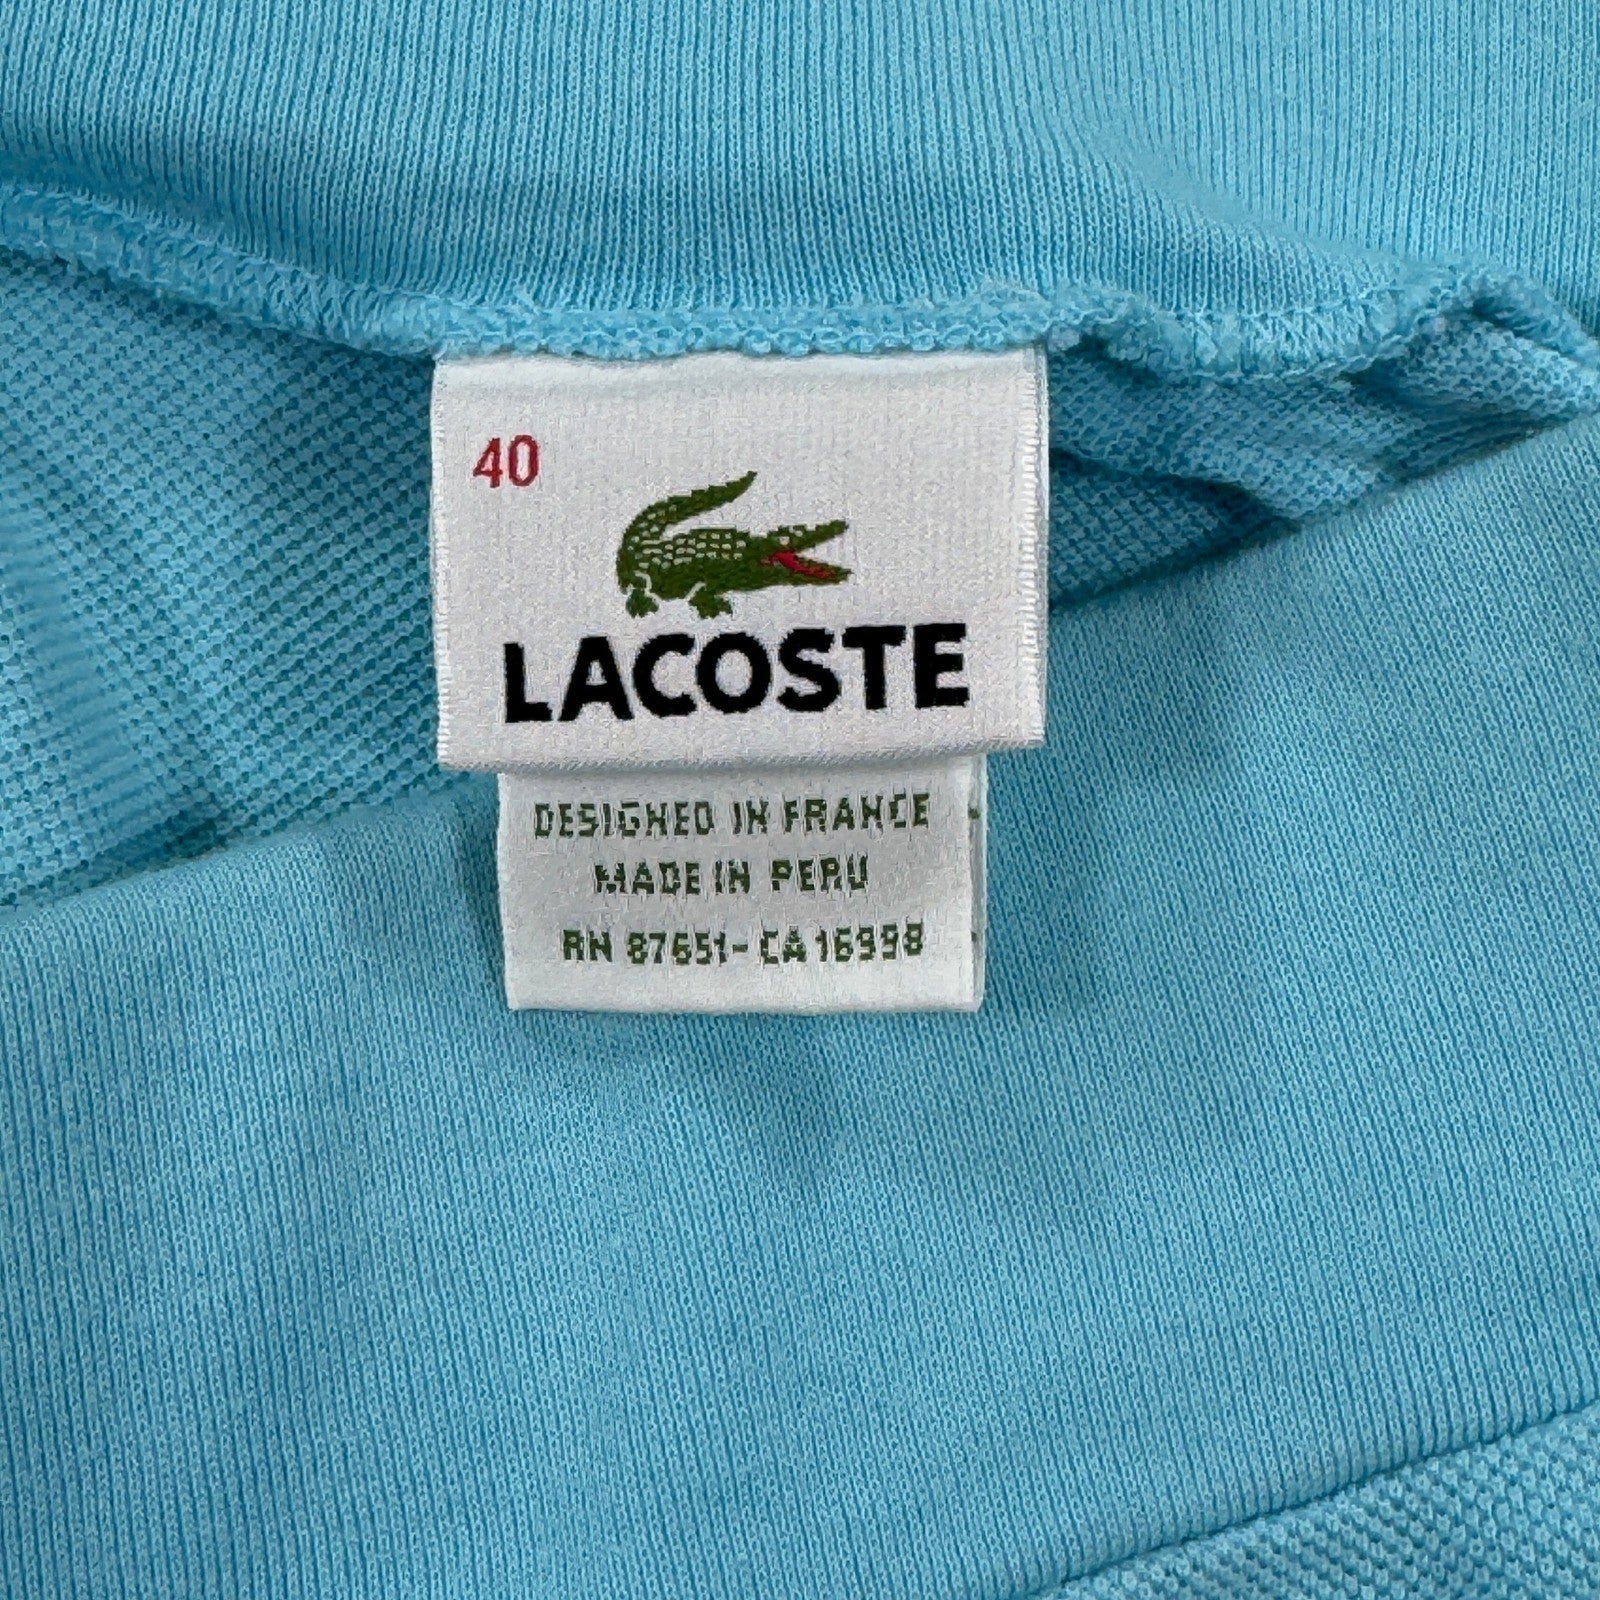 40
LACOSTE
DESIGNED IN FRANCE
MADE IN PERU
RN 87651-CA 16998